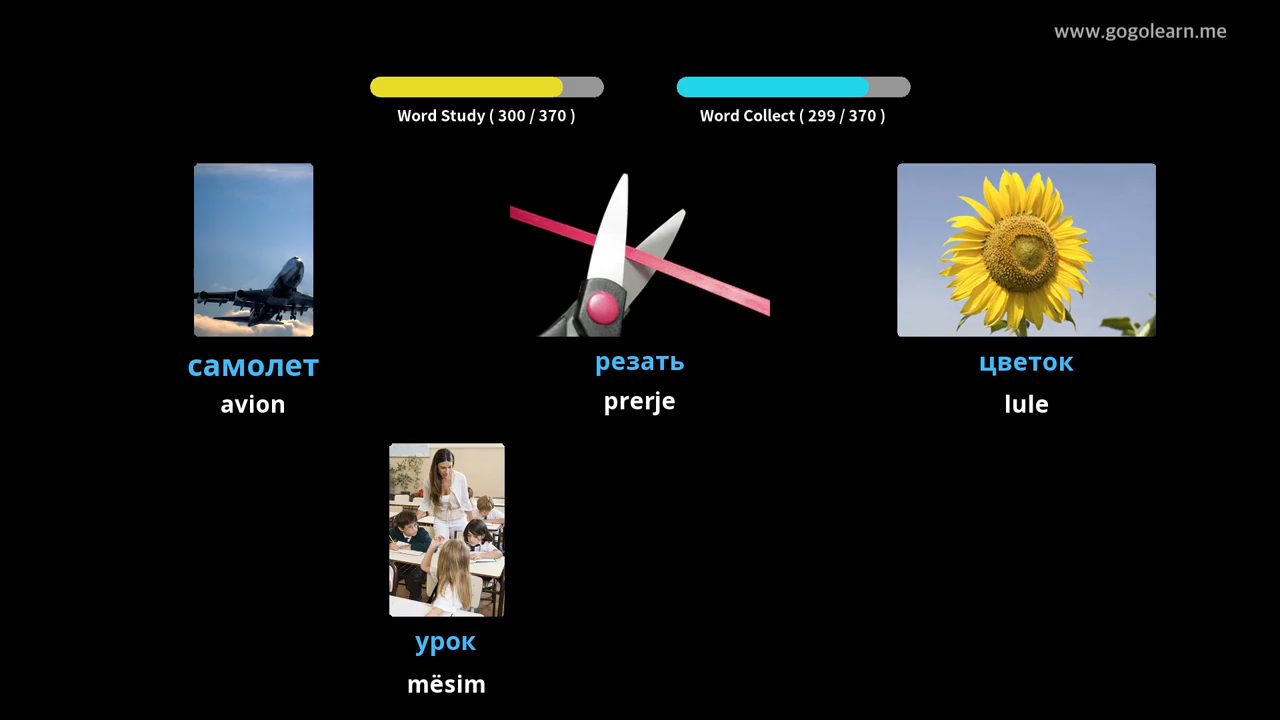 www.gogolearn.me
Word Study ( 300 / 370 )
Word Collect ( 299 / 370 )
самолет
avion
резать
prerje
цветок
lule
урок
mësim